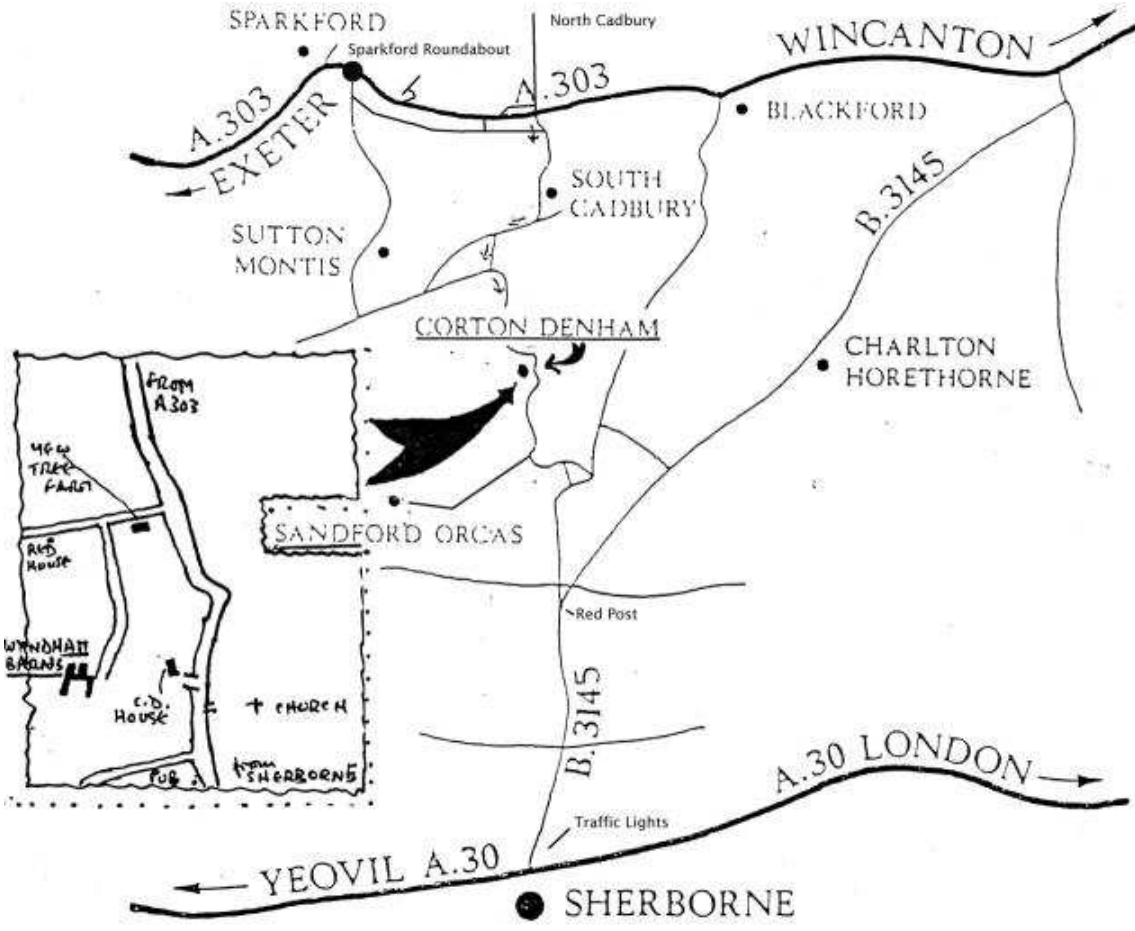 SPARKFORD
Sparkford Roundabout
North Cadbury
WINCANTON
A.303
A.303
EXETER
BLACKFORD
SOUTH
CADBURY
B.3145
SUTTON
MONTIS
CORTON DENHAM
CHARLTON
HORETHORNE
FROM
A303
YEW
TREE
FARM
SANDFORD ORCAS
RED
HOUSE
Red Post
WYNDHAM
BARNS
C.D.
HOUSE
CHURCH
B.3145
PUB
from
SHERBORNE
A.30 LONDON
Traffic Lights
YEOVIL A.30
SHERBORNE